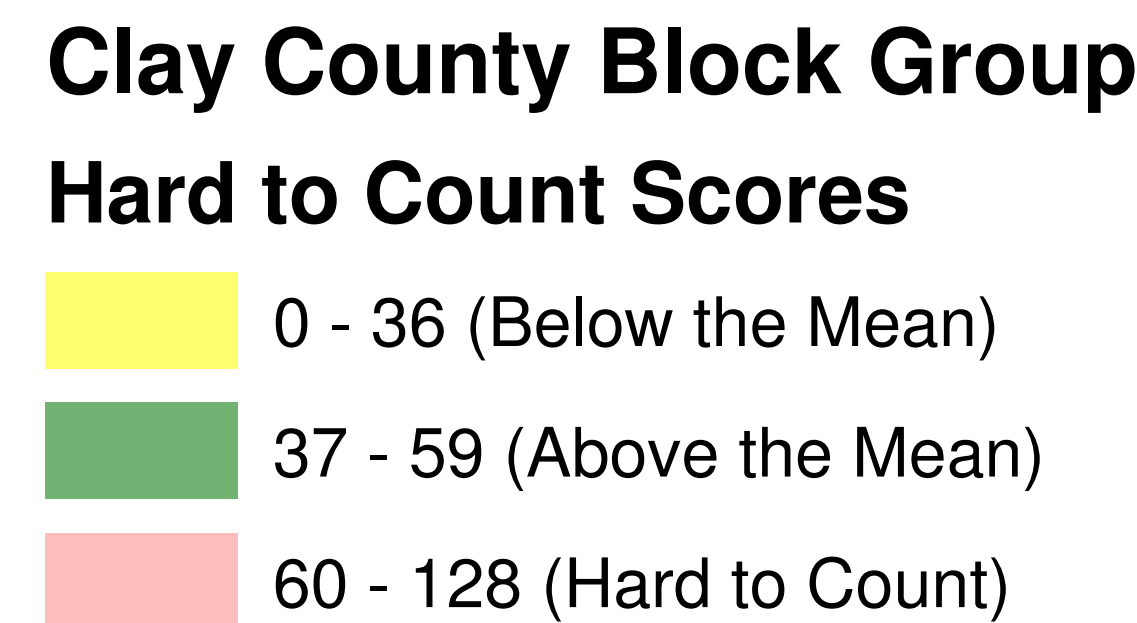 Clay County Block Group
Hard to Count Scores
0 - 36 (Below the Mean)
37 - 59 (Above the Mean)
60 - 128 (Hard to Count)